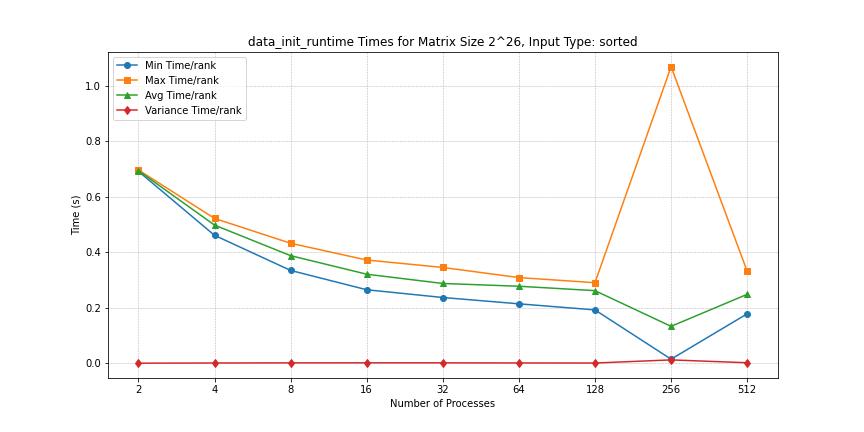 data_init_runtime Times for Matrix Size 2^26, Input Type: sorted
Min Time/rank
Max Time/rank
Avg Time/rank
Variance Time/rank
Time (s)
1.0
0.8
0.6
0.4
0.2
0.0
2 4 8 16 32 64 128 256 512
Number of Processes